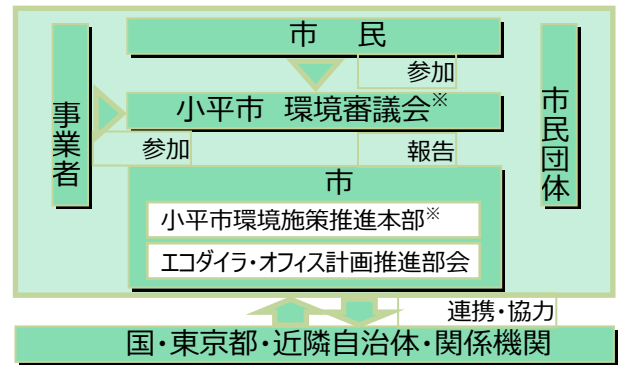 市　民
参加
小平市 環境審議会※
事業者
市民団体
参加
報告
市
小平市環境施策推進本部※
エコダイラ・オフィス計画推進部会
連携・協力
国・東京都・近隣自治体・関係機関